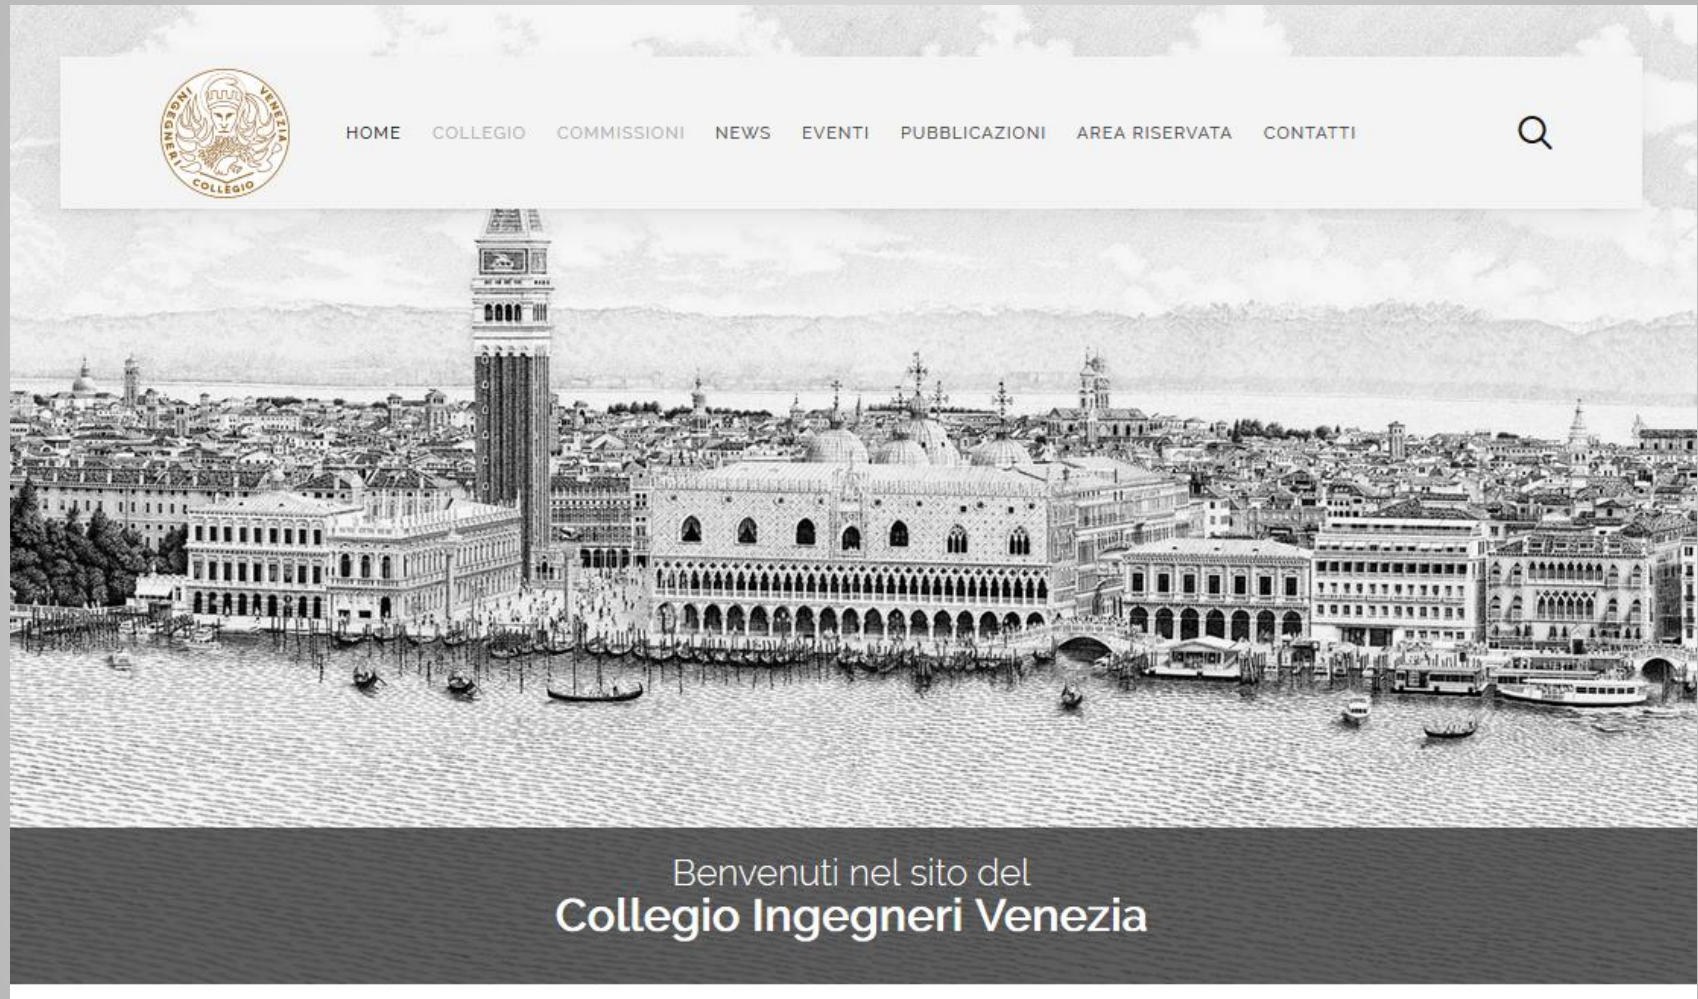 INGEGNERI VENEZIA
COLLEGIO
HOME COLLEGIO COMMISSIONI NEWS EVENTI PUBBLICAZIONI AREA RISERVATA CONTATTI
Benvenuti nel sito del
Collegio Ingegneri Venezia